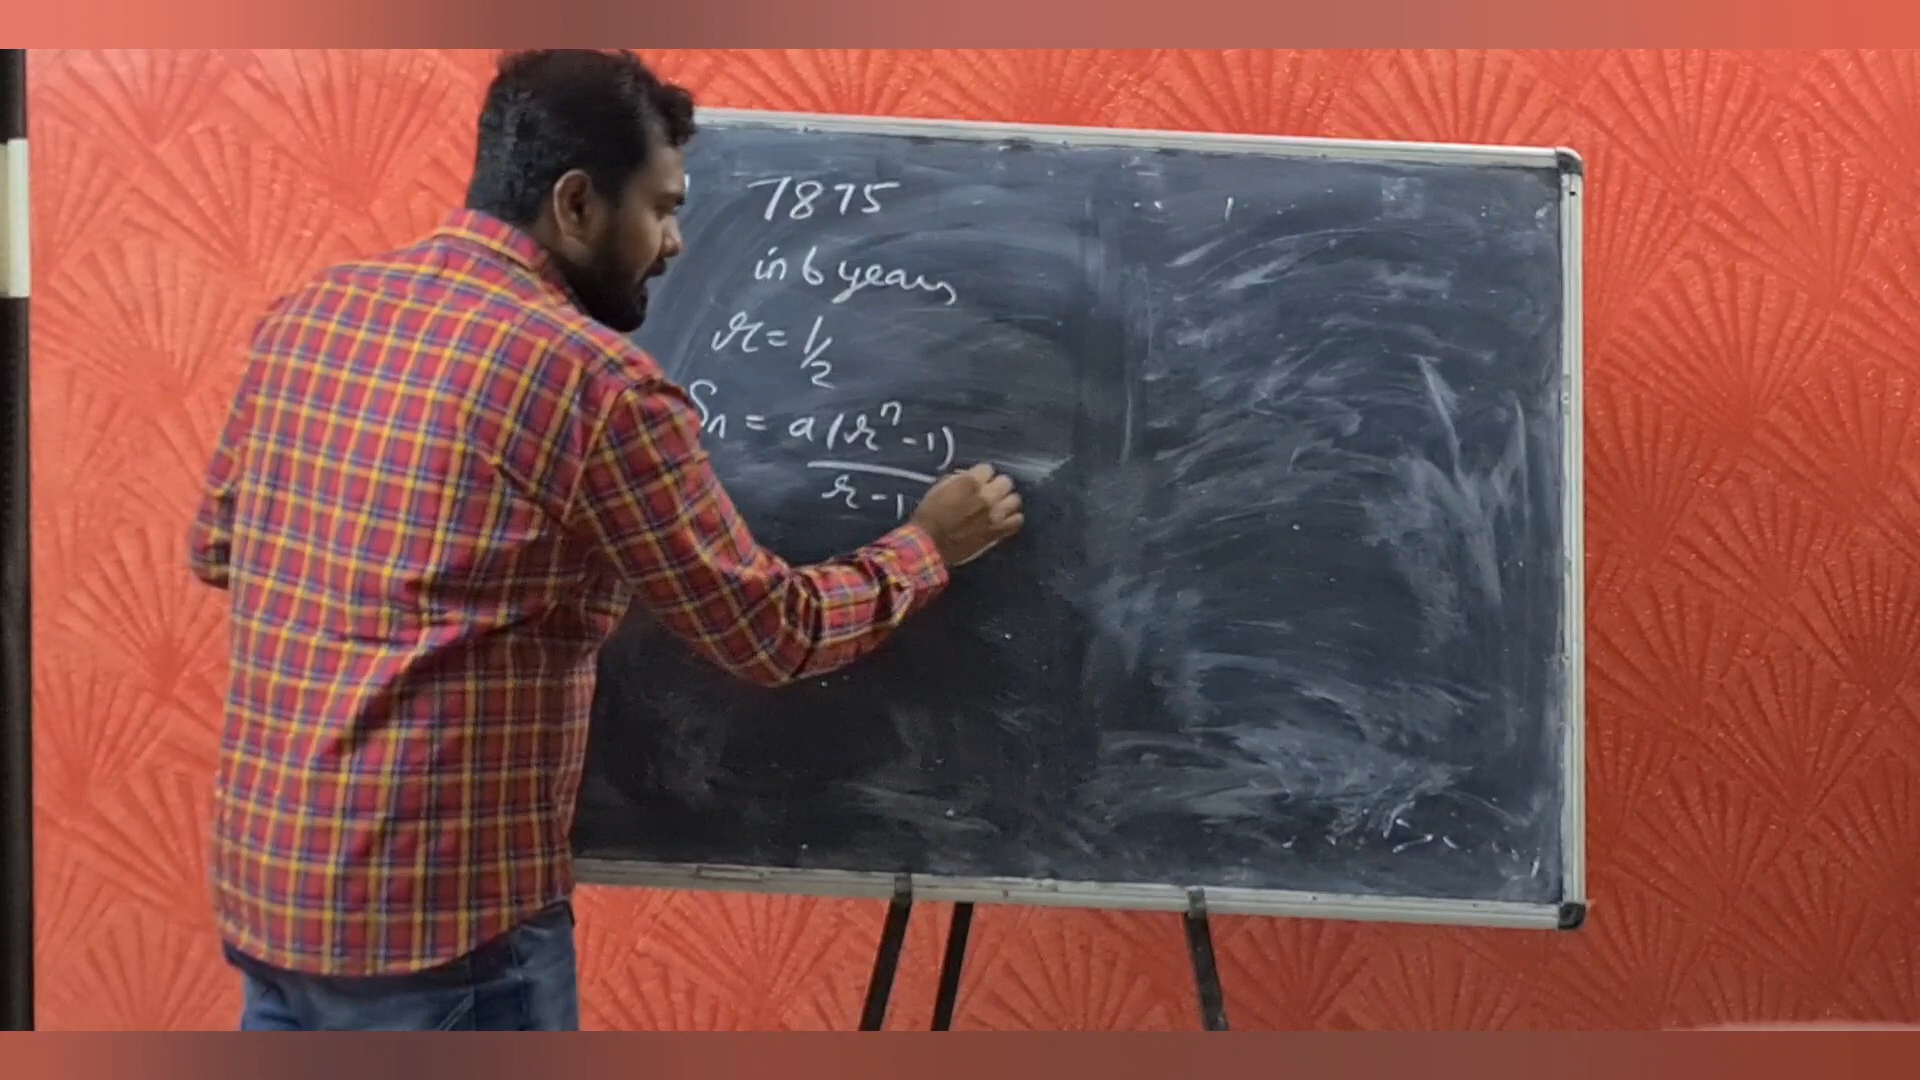 7875
in 6 years
r = 1/2
Sn = a(r^n - 1)
r - 1